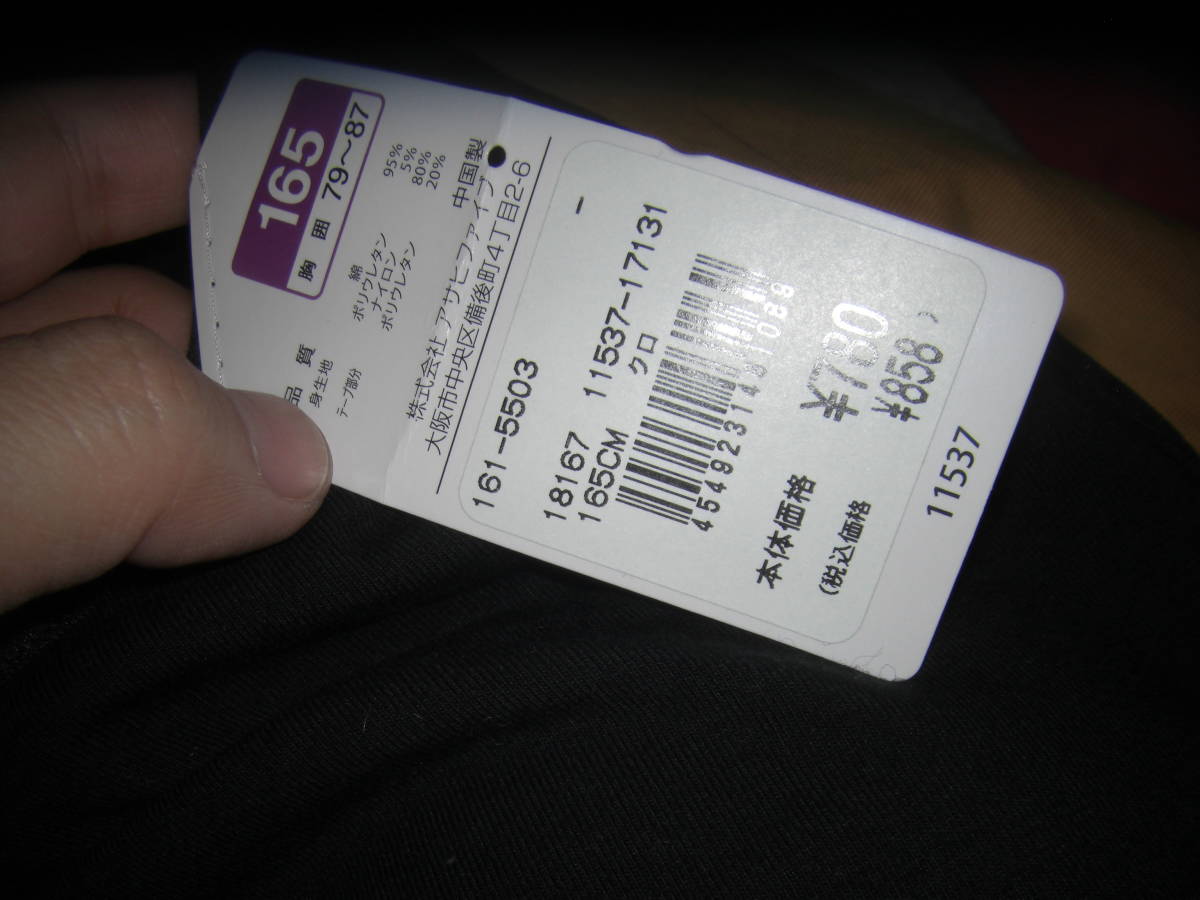 165
胸囲 79~87
品質
身生地
綿 95%
ポリウレタン 5%
テープ部分
ナイロン 80%
ポリウレタン 20%
中国製
株式会社 アサヒファイブ
大阪市中央区備後町4丁目2-6
161-5503 -
18167 11537-17131
165CM クロ
本体価格 ¥780
(税込価格 ¥858)
11537